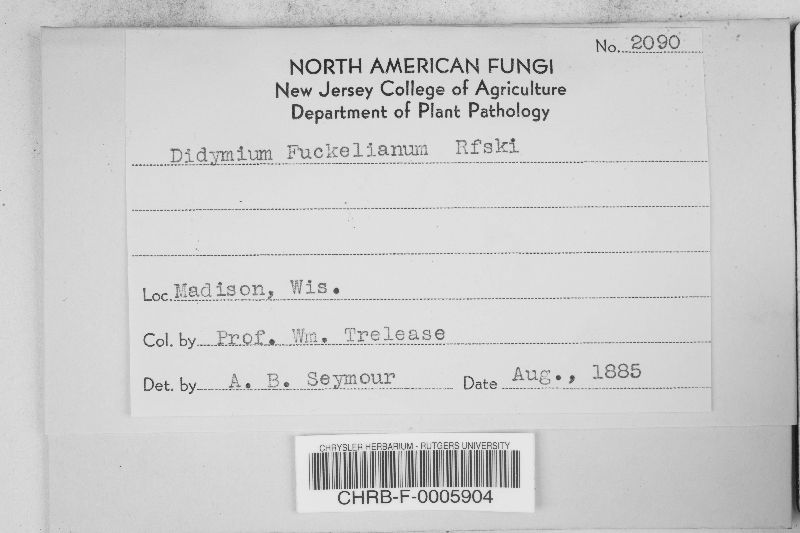 No. 2090
NORTH AMERICAN FUNGI
New Jersey College of Agriculture
Department of Plant Pathology
Didymium Fuckelianum Rfski
Loc. Madison, Wis.
Col. by Prof. Wm. Trelease
Det. by A. B. Seymour Date Aug., 1885
CHRYSLER HERBARIUM - RUTGERS UNIVERSITY
CHRB-F-0005904